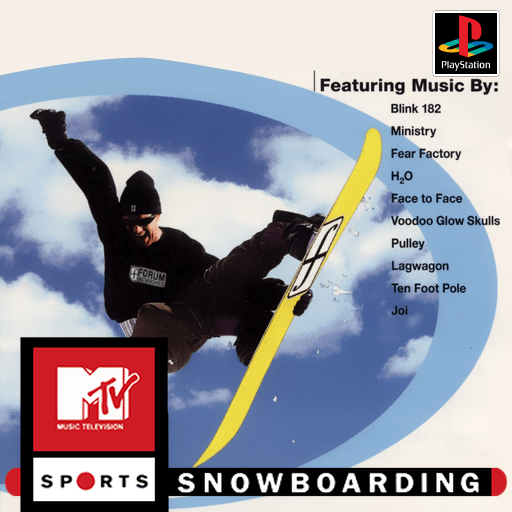 PlayStation
Featuring Music By:
Blink 182
Ministry
Fear Factory
H₂O
Face to Face
Voodoo Glow Skulls
Pulley
Lagwagon
Ten Foot Pole
Joi
FORUM
SNOWBOARDS
MTV
MUSIC TELEVISION
SPORTS
SNOWBOARDING